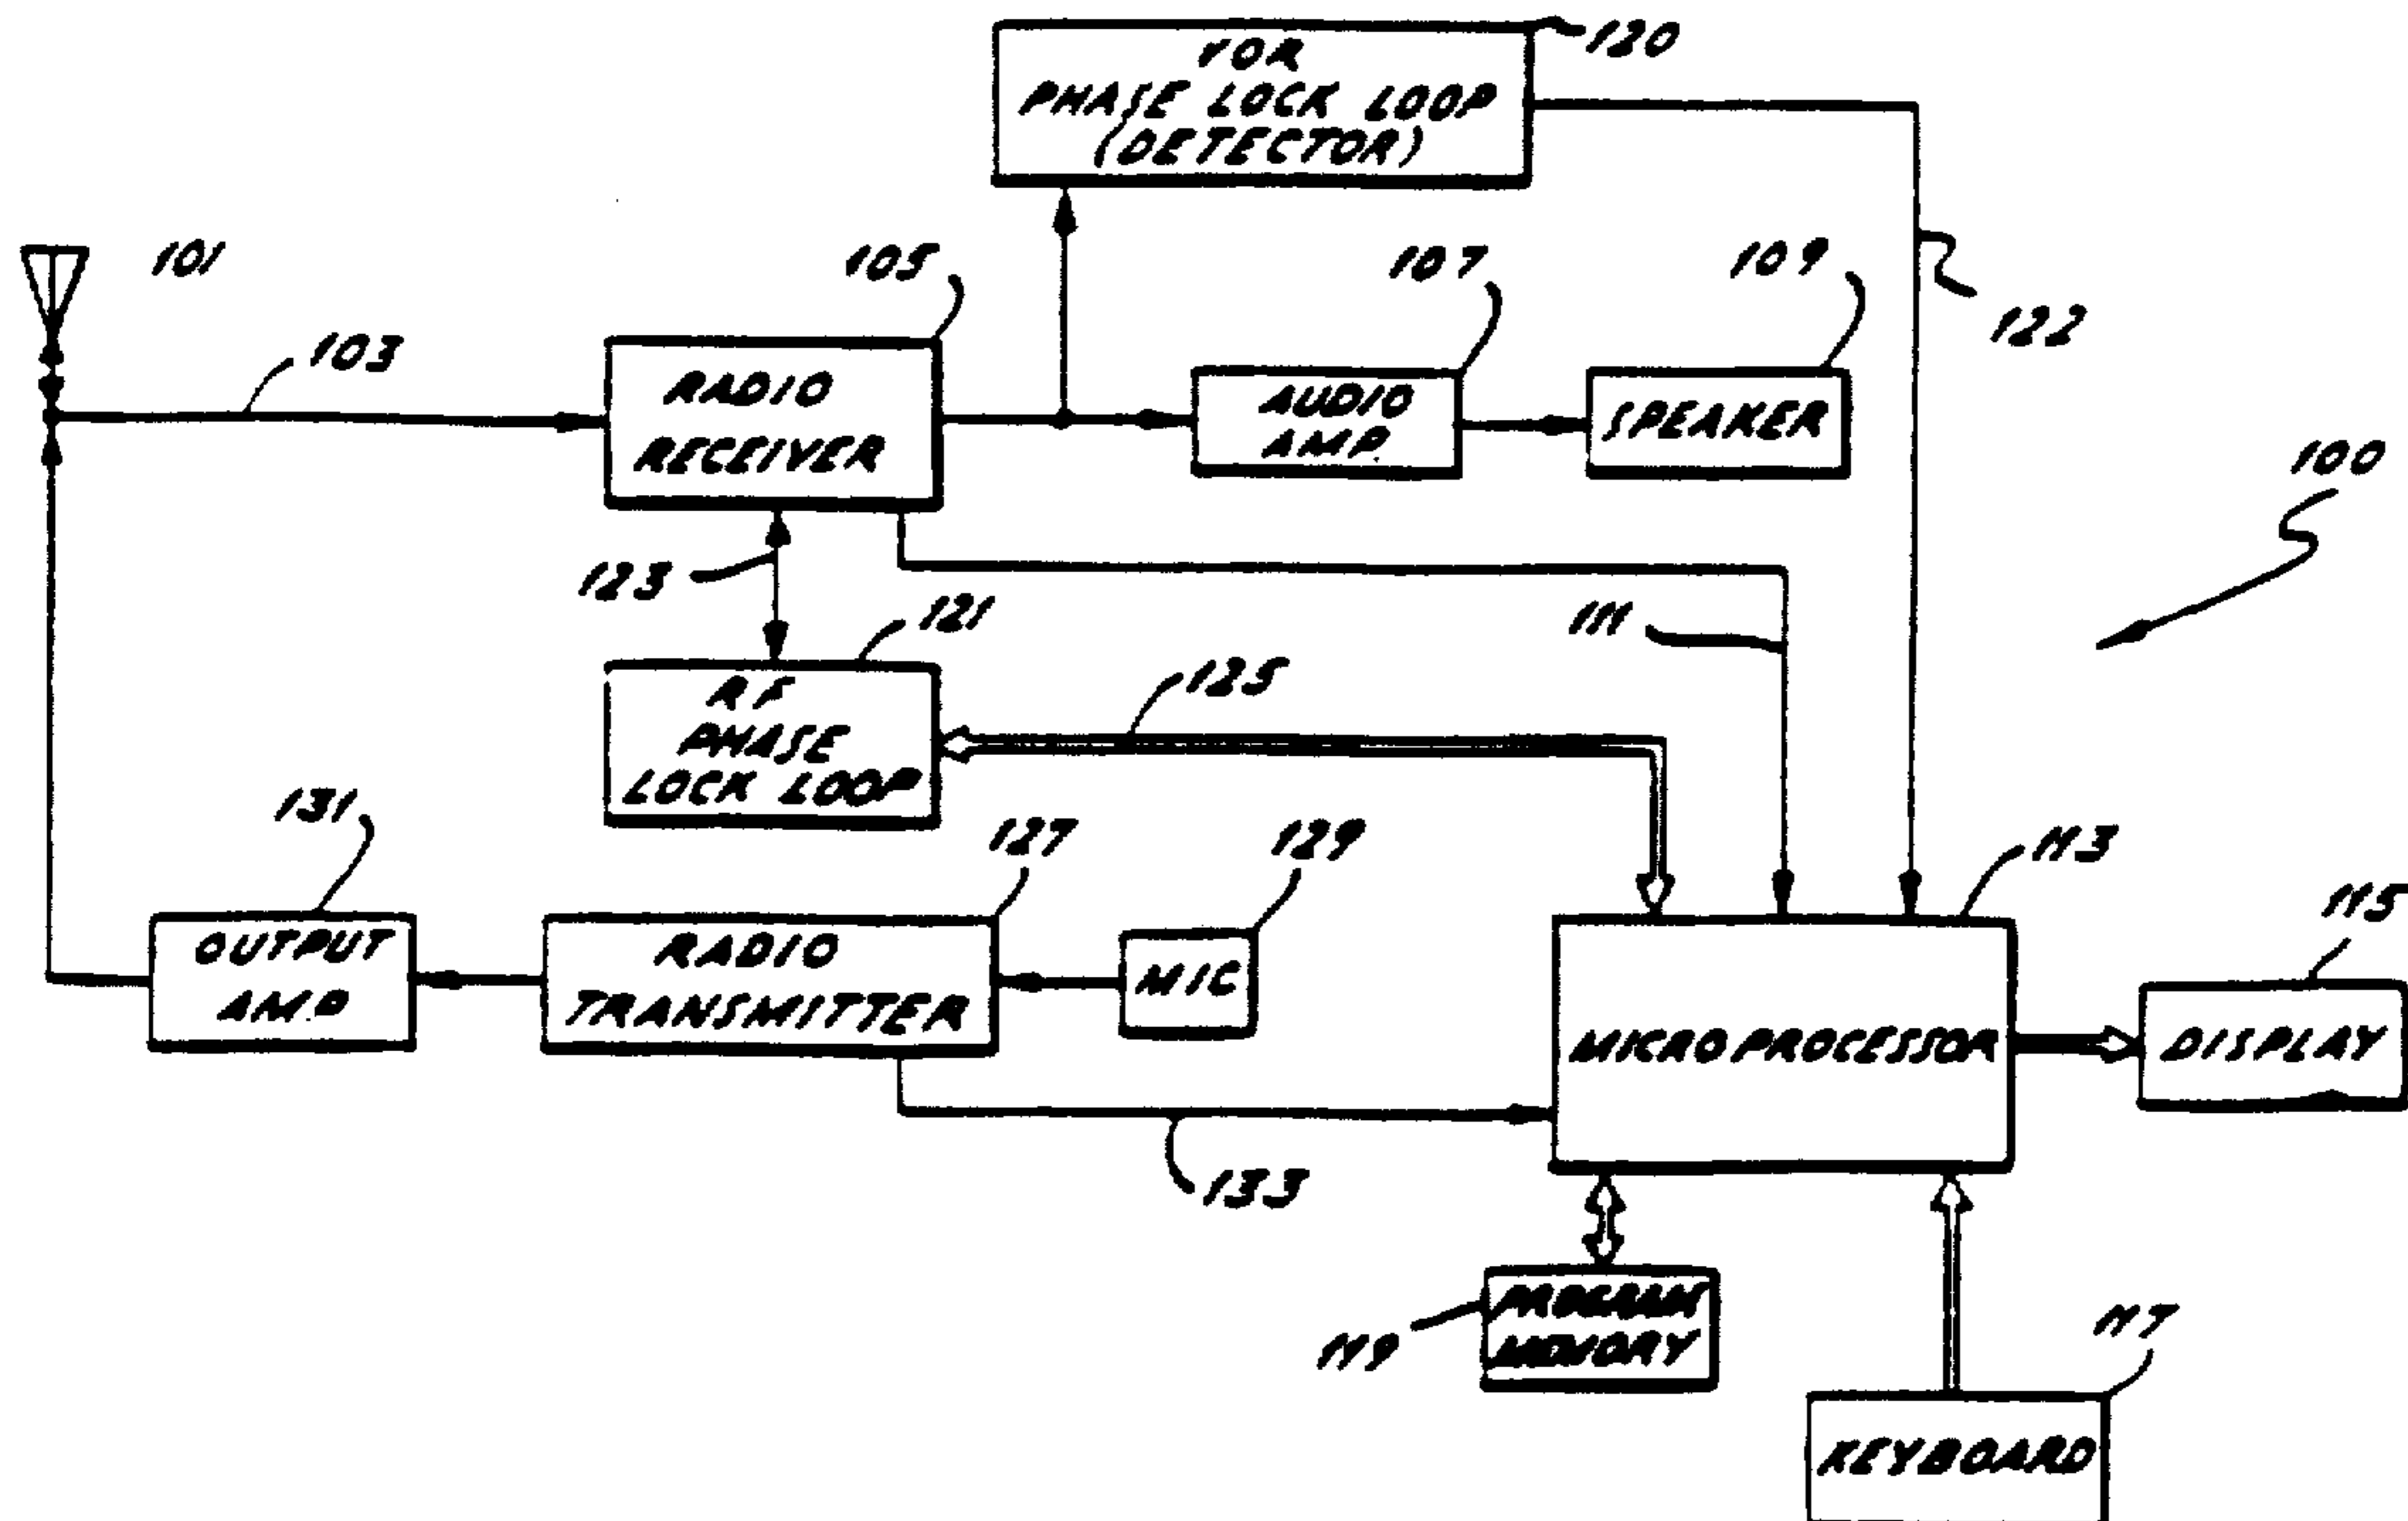 VOR
PHASE LOCK LOOP
(DETECTOR)
120
101
105
107
109
122
103
RADIO
RECEIVER
AUDIO
AMP
SPEAKER
100
123
121
111
125
RF
PHASE
LOCK LOOP
131
127
129
113
115
OUTPUT
AMP
RADIO
TRANSMITTER
MIC
MICROPROCESSOR
DISPLAY
133
119
PROGRAM
MEMORY
117
KEYBOARD